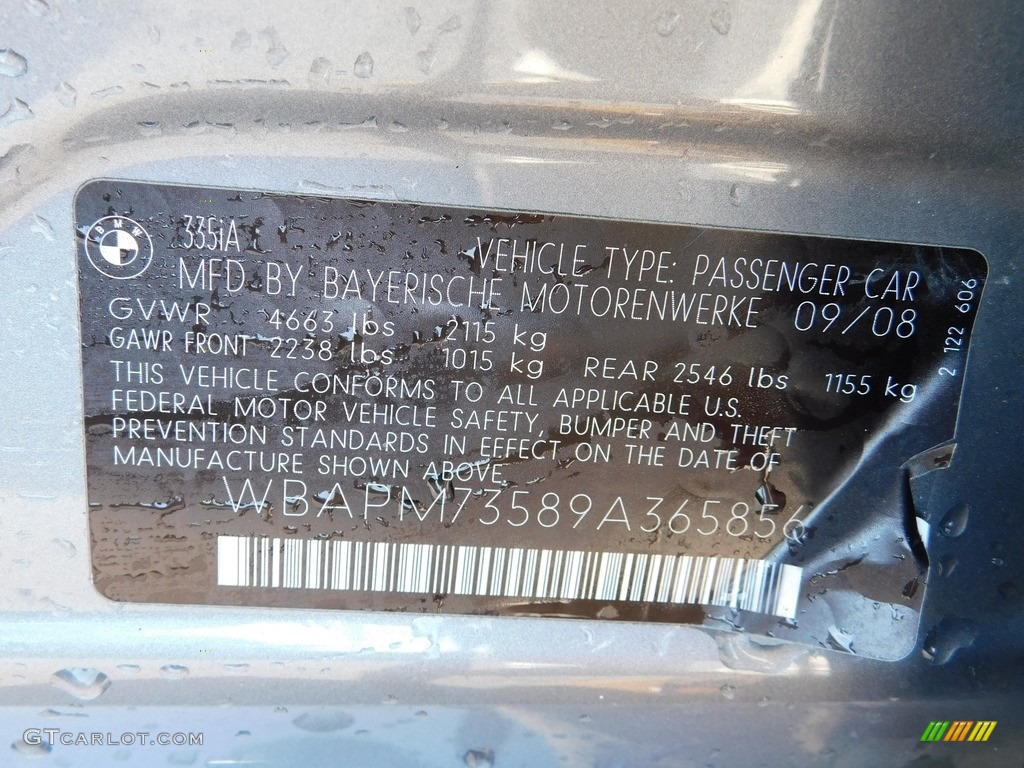 BMW
335iA
VEHICLE TYPE: PASSENGER CAR
MFD BY BAYERISCHE MOTORENWERKE 09/08
GVWR 4663 lbs 2115 kg
GAWR FRONT 2238 lbs 1015 kg REAR 2546 lbs 1155 kg
THIS VEHICLE CONFORMS TO ALL APPLICABLE U.S.
FEDERAL MOTOR VEHICLE SAFETY, BUMPER AND THEFT
PREVENTION STANDARDS IN EFFECT ON THE DATE OF
MANUFACTURE SHOWN ABOVE.
WBAPM73589A365856
2 122 606
GTCARLOT.COM